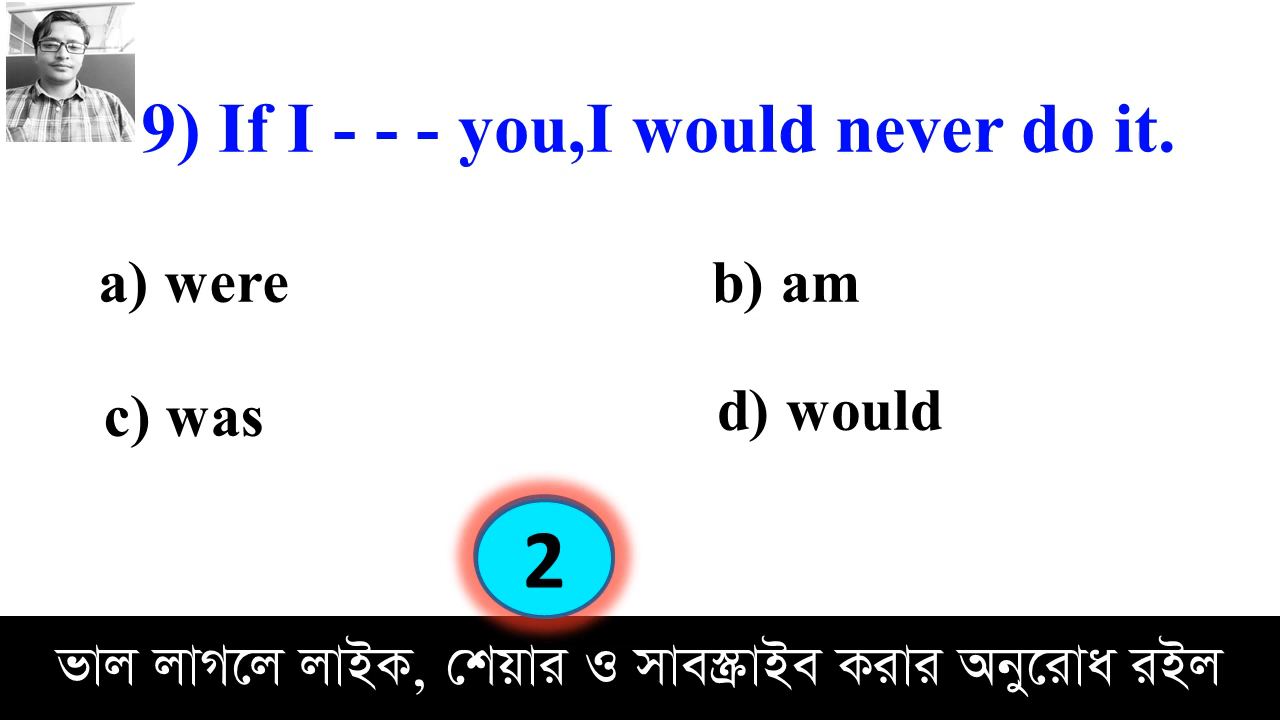 9) If I - - - you,I would never do it.
a) were b) am
c) was d) would
2
ভাল লাগলে লাইক, শেয়ার ও সাবস্ক্রাইব করার অনুরোধ রইল